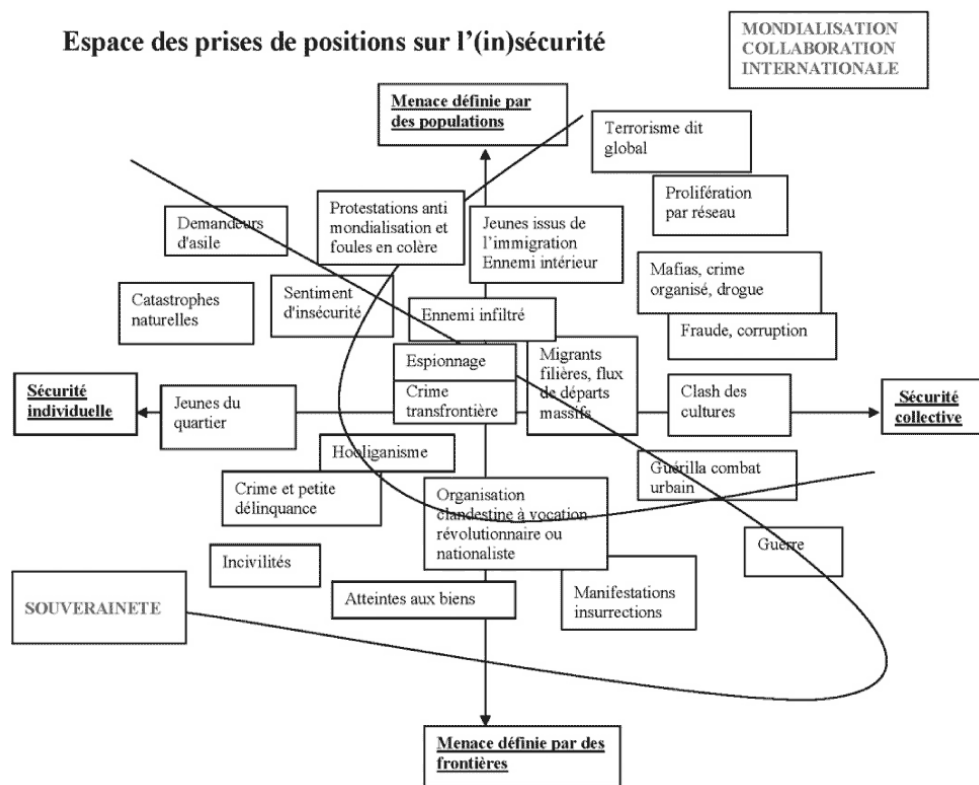 Espace des prises de positions sur l'(in)sécurité
MONDIALISATION
COLLABORATION
INTERNATIONALE
Menace définie par
des populations
Terrorisme dit
global
Prolifération
par réseau
Protestations anti
mondialisation et
foules en colère
Jeunes issus de
l'immigration
Ennemi intérieur
Demandeurs
d'asile
Mafias, crime
organisé, drogue
Catastrophes
naturelles
Sentiment
d'insécurité
Ennemi infiltré
Fraude, corruption
Espionnage
Migrants
filières, flux
de départs
massifs
Crime
transfrontière
Sécurité
individuelle
Jeunes du
quartier
Clash des
cultures
Sécurité
collective
Hooliganisme
Guérilla combat
urbain
Crime et petite
délinquance
Organisation
clandestine à vocation
révolutionnaire ou
nationaliste
Guerre
Incivilités
SOUVERAINETE
Atteintes aux biens
Manifestations
insurrections
Menace définie par des
frontières